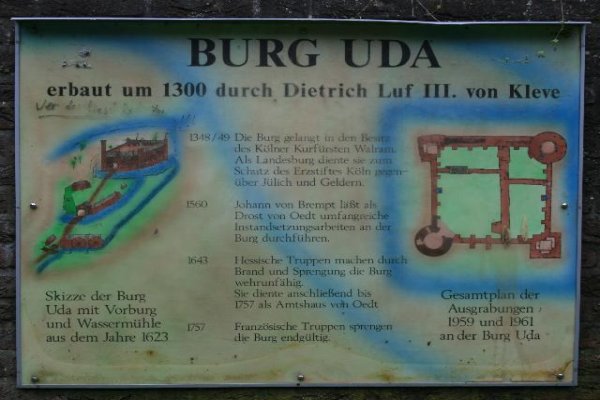 BURG UDA
erbaut um 1300 durch Dietrich Luf III. von Kleve
1348/49 Die Burg gelangt in den Besitz
des Kölner Kurfürsten Walram.
Als Landesburg diente sie zum
Schutz des Erzstiftes Köln gegen-
über Jülich und Geldern.
1560 Johann von Brempt läßt als
Drost von Oedt umfangreiche
Instandsetzungsarbeiten an der
Burg durchführen.
1643 Hessische Truppen machen durch
Brand und Sprengung die Burg
wehrunfähig.
Sie diente anschließend bis
1757 als Amtshaus von Oedt
1757 Französische Truppen sprengen
die Burg endgültig.
Skizze der Burg
Uda mit Vorburg
und Wassermühle
aus dem Jahre 1623
Gesamtplan der
Ausgrabungen
1959 und 1961
an der Burg Uda